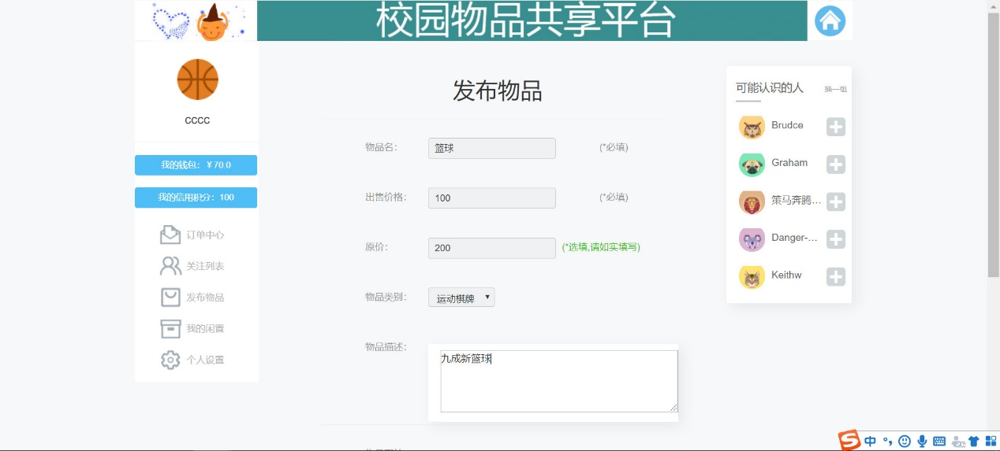 校园物品共享平台
CCCC
我的钱包：￥70.0
我的信用积分：100
订单中心
关注列表
发布物品
我的闲置
个人设置
发布物品
物品名：
篮球
(*必填)
出售价格：
100
(*必填)
原价：
200
(*选填,请如实填写)
物品类别：
运动棋牌
物品描述：
九成新篮球
可能认识的人
换一组
Brudce
Graham
策马奔腾...
Danger-...
Keithw
中